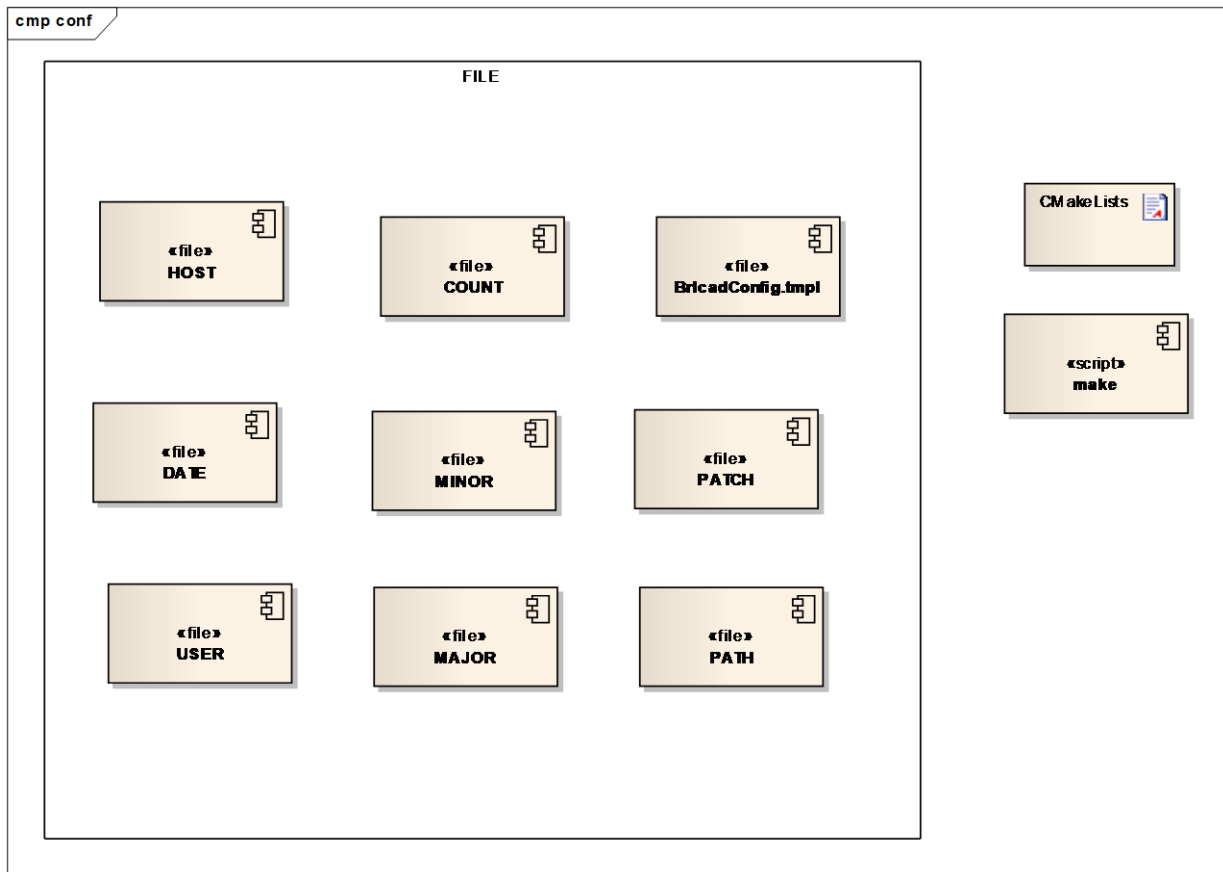 cmp conf
FILE
«file»
HOST
«file»
COUNT
«file»
BrlcadConfig.tmpl
CMakeLists
«script»
make
«file»
DATE
«file»
MINOR
«file»
PATCH
«file»
USER
«file»
MAJOR
«file»
PATH